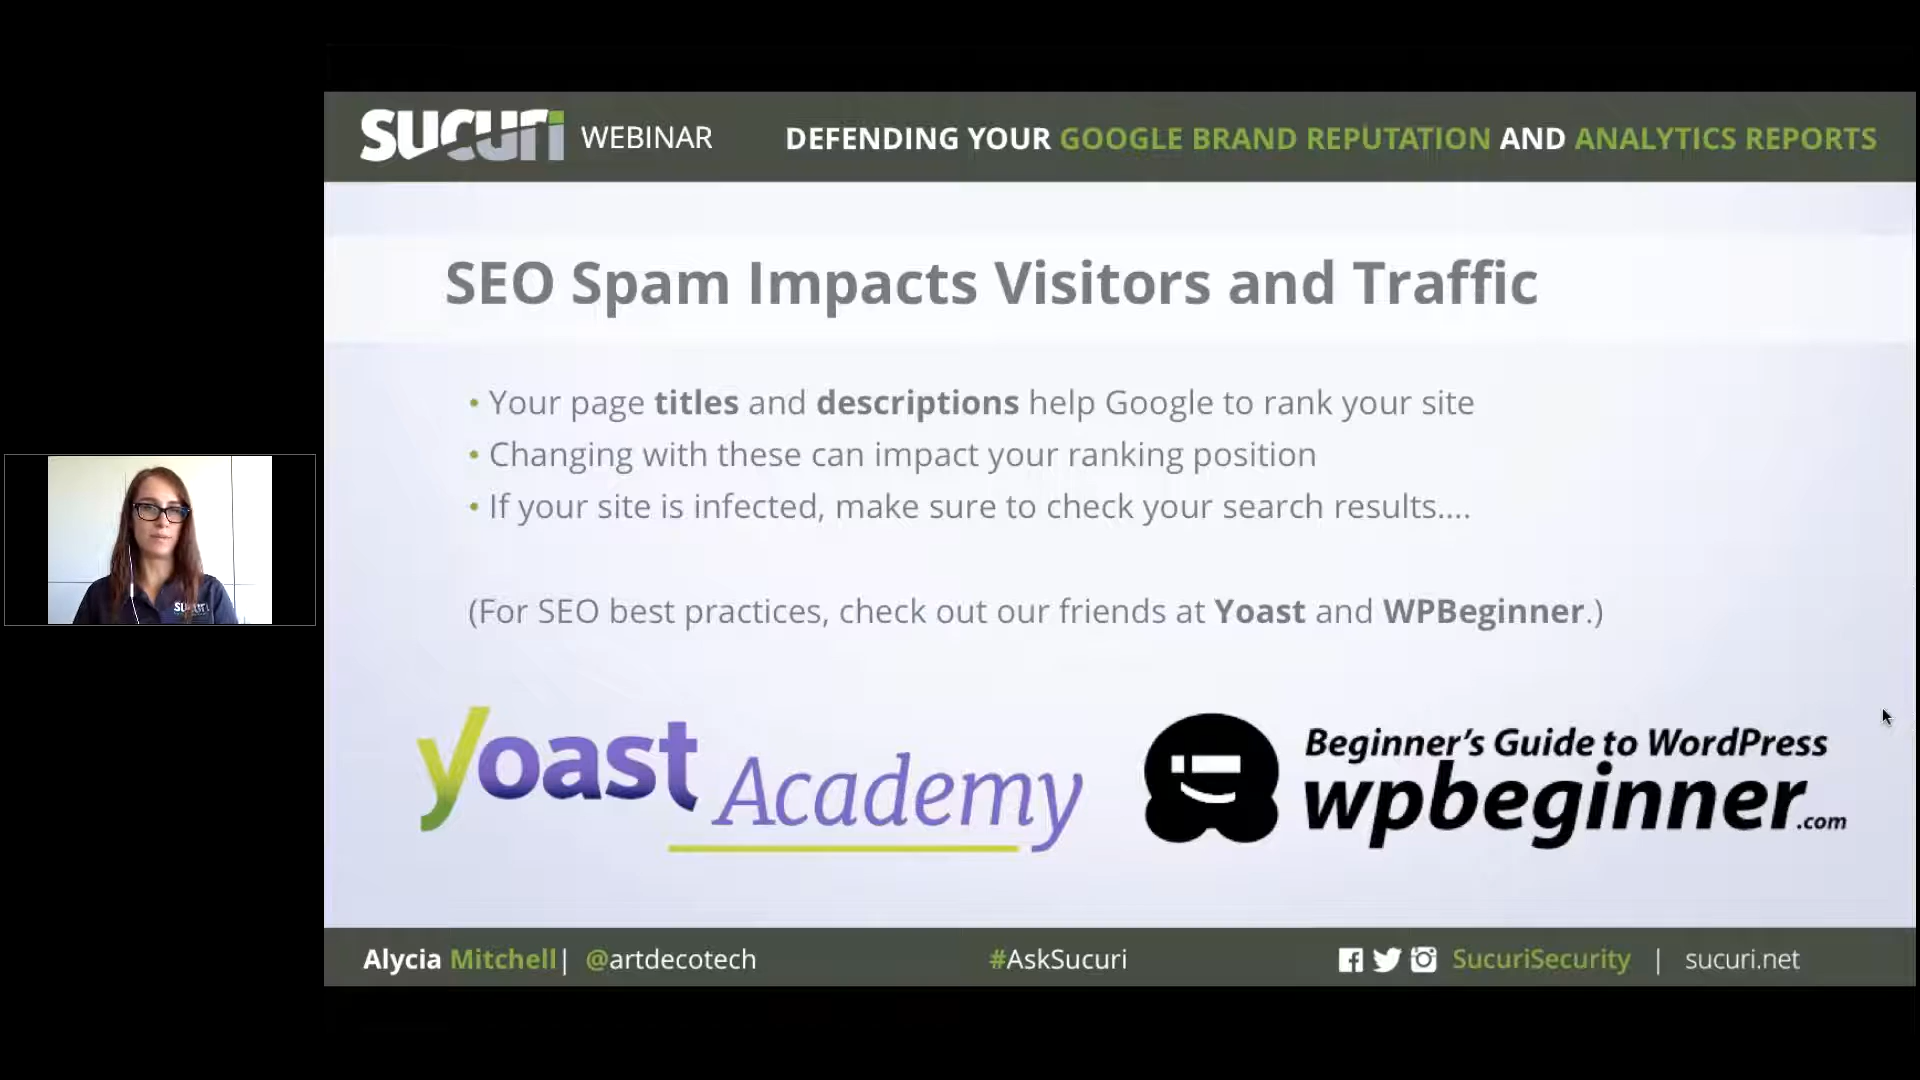 sucuri WEBINAR DEFENDING YOUR GOOGLE BRAND REPUTATION AND ANALYTICS REPORTS
SEO Spam Impacts Visitors and Traffic
• Your page titles and descriptions help Google to rank your site
• Changing with these can impact your ranking position
• If your site is infected, make sure to check your search results....
(For SEO best practices, check out our friends at Yoast and WPBeginner.)
yoast Academy
Beginner's Guide to WordPress
wpbeginner.com
SUCURI
Alycia Mitchell| @artdecotech #AskSucuri SucuriSecurity | sucuri.net